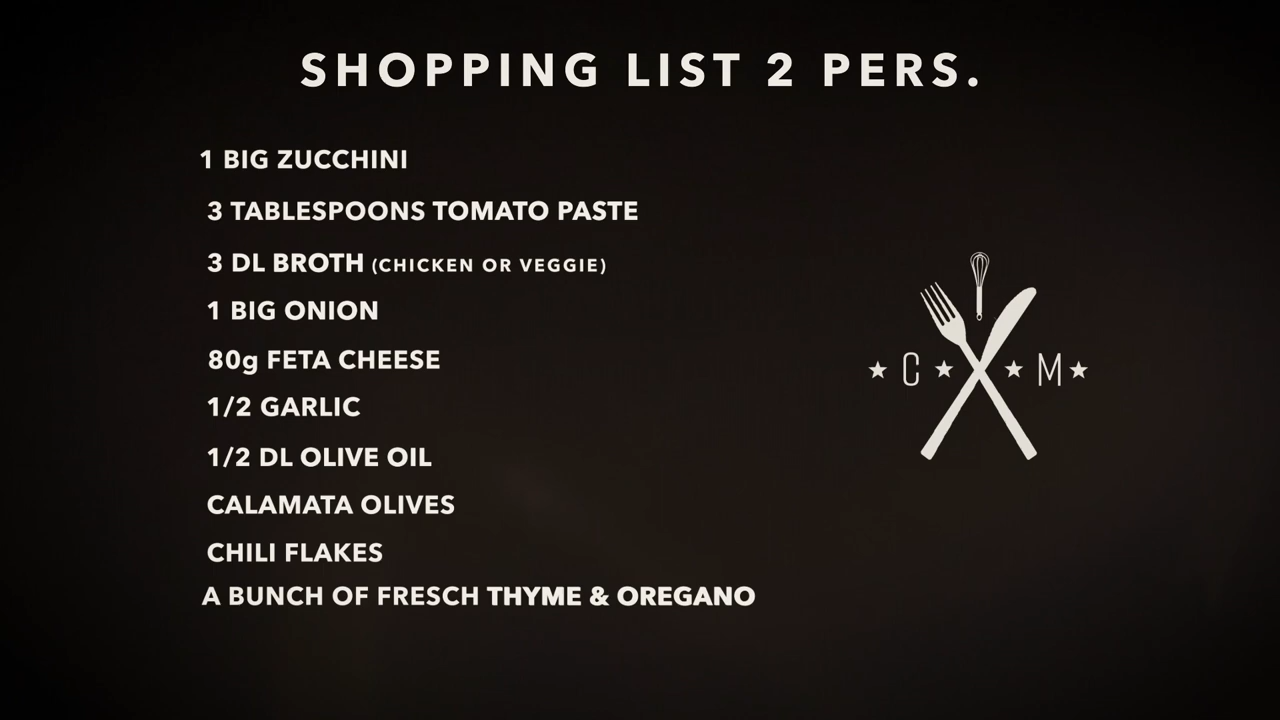 SHOPPING LIST 2 PERS.
1 BIG ZUCCHINI
3 TABLESPOONS TOMATO PASTE
3 DL BROTH (CHICKEN OR VEGGIE)
1 BIG ONION
80g FETA CHEESE
1/2 GARLIC
1/2 DL OLIVE OIL
CALAMATA OLIVES
CHILI FLAKES
A BUNCH OF FRESCH THYME & OREGANO
C M